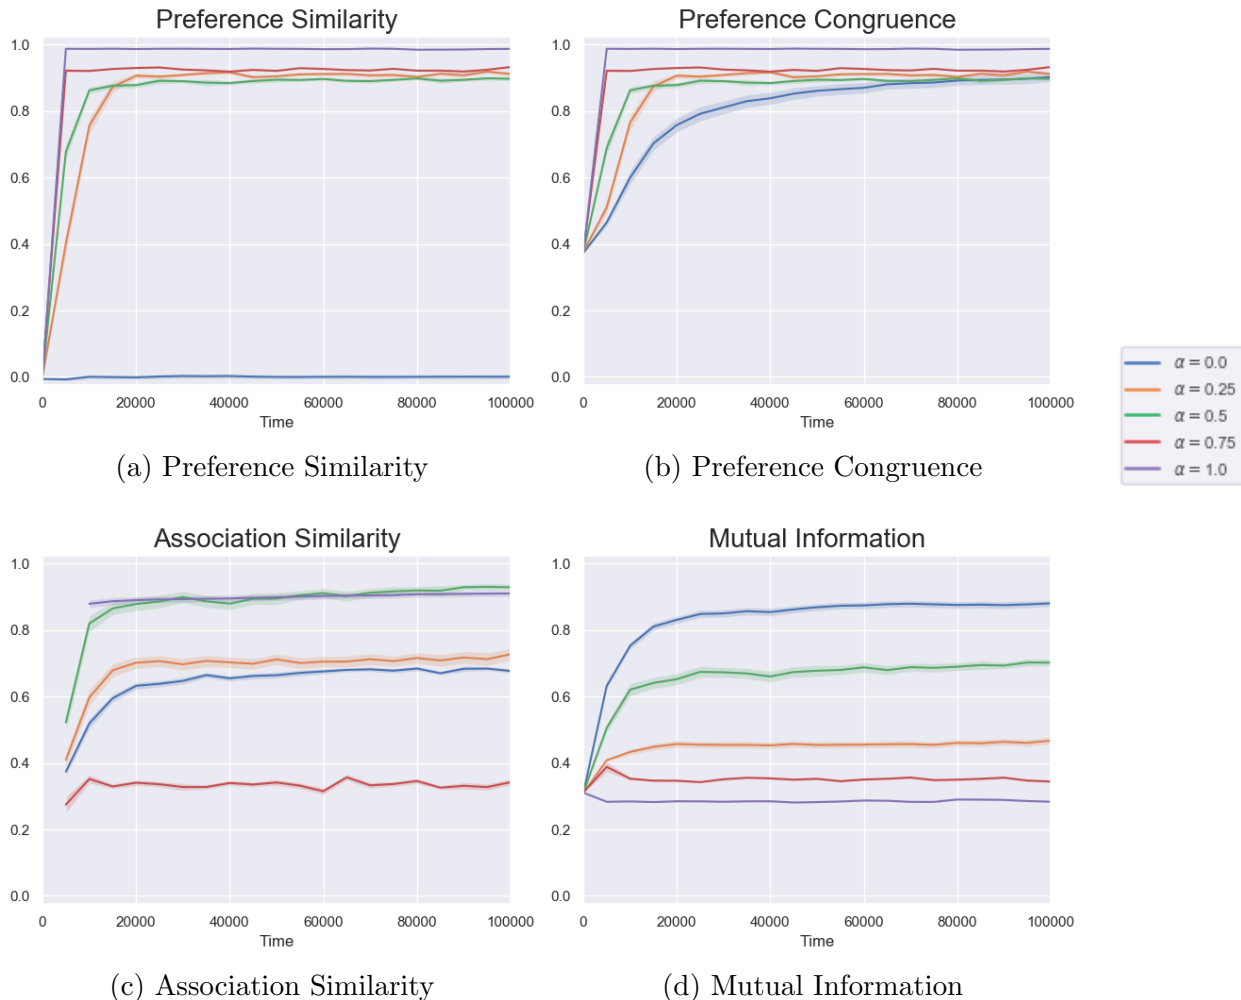 Preference Similarity
1.0
0.8
0.6
0.4
0.2
0.0
0 20000 40000 60000 80000 100000
Time
(a) Preference Similarity
Preference Congruence
1.0
0.8
0.6
0.4
0.2
0.0
0 20000 40000 60000 80000 100000
Time
(b) Preference Congruence
α = 0.0
α = 0.25
α = 0.5
α = 0.75
α = 1.0
Association Similarity
1.0
0.8
0.6
0.4
0.2
0.0
0 20000 40000 60000 80000 100000
Time
(c) Association Similarity
Mutual Information
1.0
0.8
0.6
0.4
0.2
0.0
0 20000 40000 60000 80000 100000
Time
(d) Mutual Information